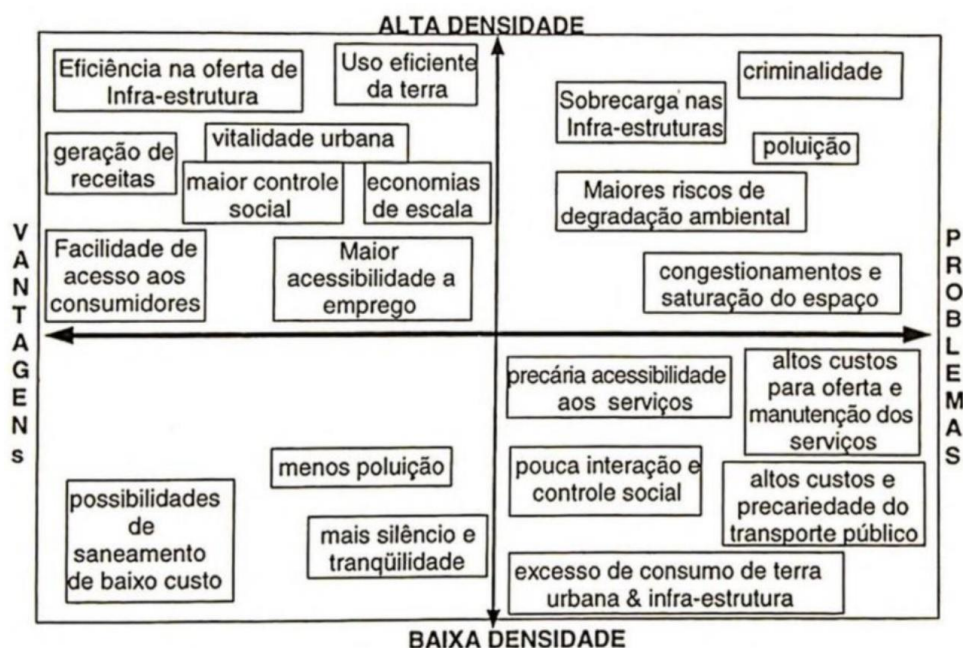 ALTA DENSIDADE
Eficiência na oferta de
Infra-estrutura
Uso eficiente
da terra
vitalidade urbana
geração de
receitas
maior controle
social
economias
de escala
Facilidade de
acesso aos
consumidores
Maior
acessibilidade a
emprego
criminalidade
Sobrecarga nas
Infra-estruturas
poluição
Maiores riscos de
degradação ambiental
congestionamentos e
saturação do espaço
VANTAGENs
PROBLEMAS
menos poluição
possibilidades
de
saneamento
de baixo custo
mais silêncio e
tranqüilidade
precária acessibilidade
aos serviços
altos custos
para oferta e
manutenção dos
serviços
pouca interação e
controle social
altos custos e
precariedade do
transporte público
excesso de consumo de terra
urbana & infra-estrutura
BAIXA DENSIDADE